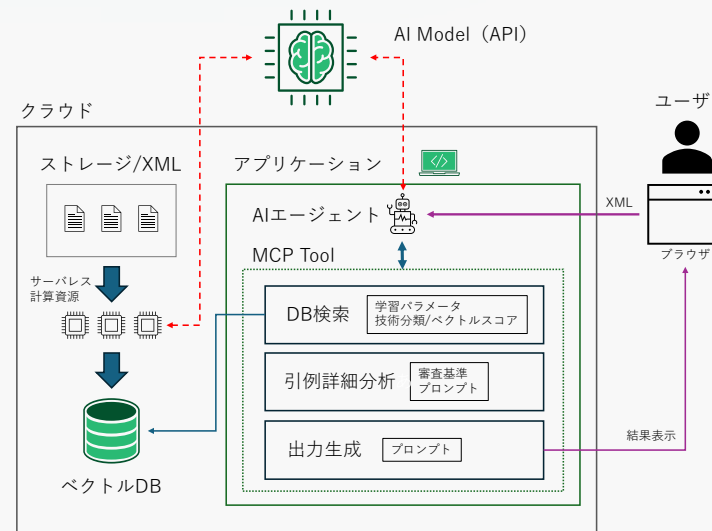 AI Model（API）
クラウド
ユーザ
ストレージ/XML
アプリケーション
</>
AIエージェント
XML
MCP Tool
ブラウザ
サーバレス
計算資源
DB検索
学習パラメータ
技術分類/ベクトルスコア
引例詳細分析
審査基準
プロンプト
出力生成
プロンプト
結果表示
ベクトルDB